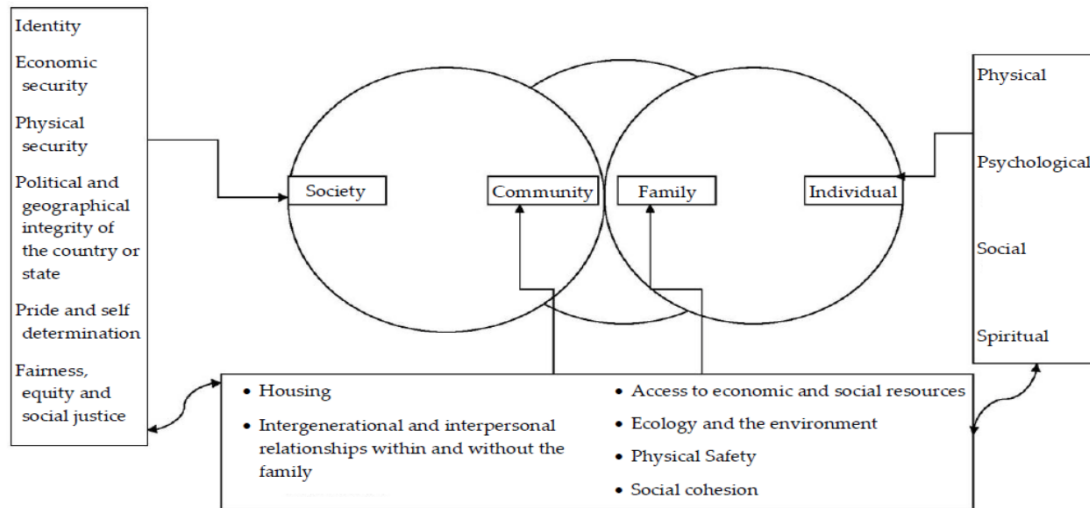 Identity
Economic
security
Physical
security
Political and
geographical
integrity of
the country or
state
Pride and self
determination
Fairness,
equity and
social justice
Society
Community
Family
Individual
Physical
Psychological
Social
Spiritual
• Housing
• Intergenerational and interpersonal
relationships within and without the
family
• Access to economic and social resources
• Ecology and the environment
• Physical Safety
• Social cohesion